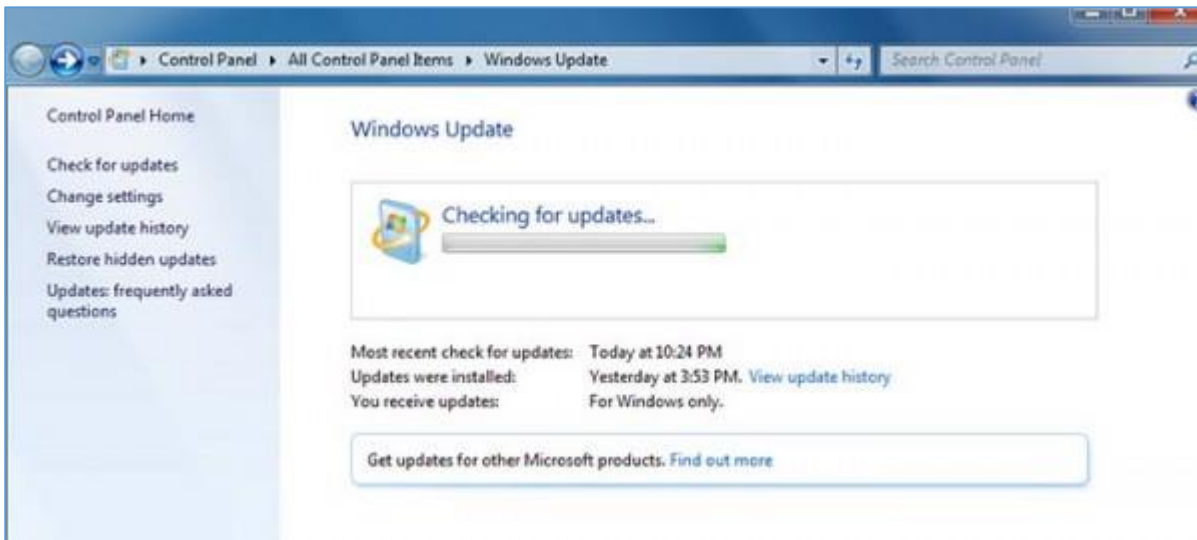 Control Panel ▸ All Control Panel Items ▸ Windows Update
Search Control Panel
Control Panel Home
Check for updates
Change settings
View update history
Restore hidden updates
Updates: frequently asked
questions
Windows Update
Checking for updates...
Most recent check for updates: Today at 10:24 PM
Updates were installed: Yesterday at 3:53 PM. View update history
You receive updates: For Windows only.
Get updates for other Microsoft products. Find out more